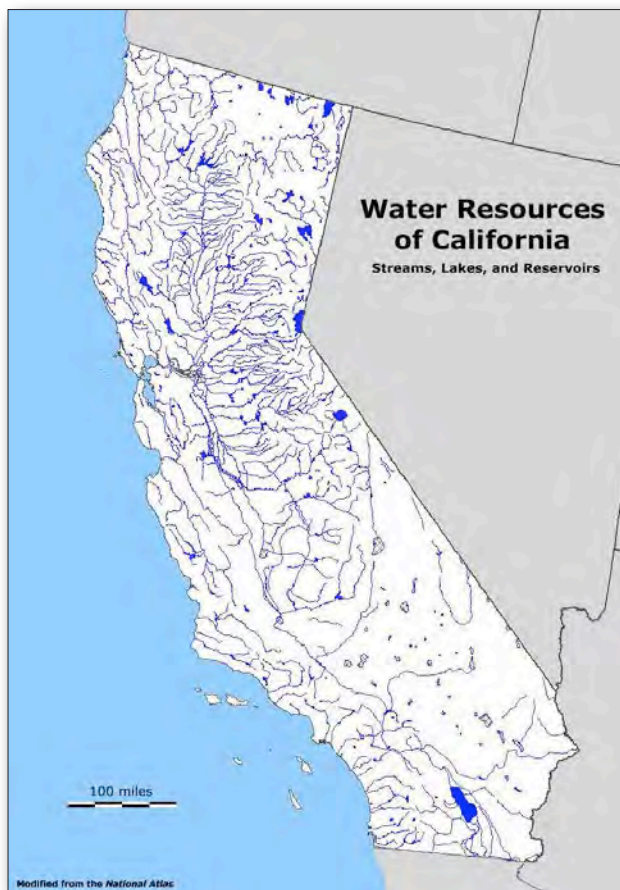 Water Resources
of California
Streams, Lakes, and Reservoirs
100 miles
Modified from the National Atlas